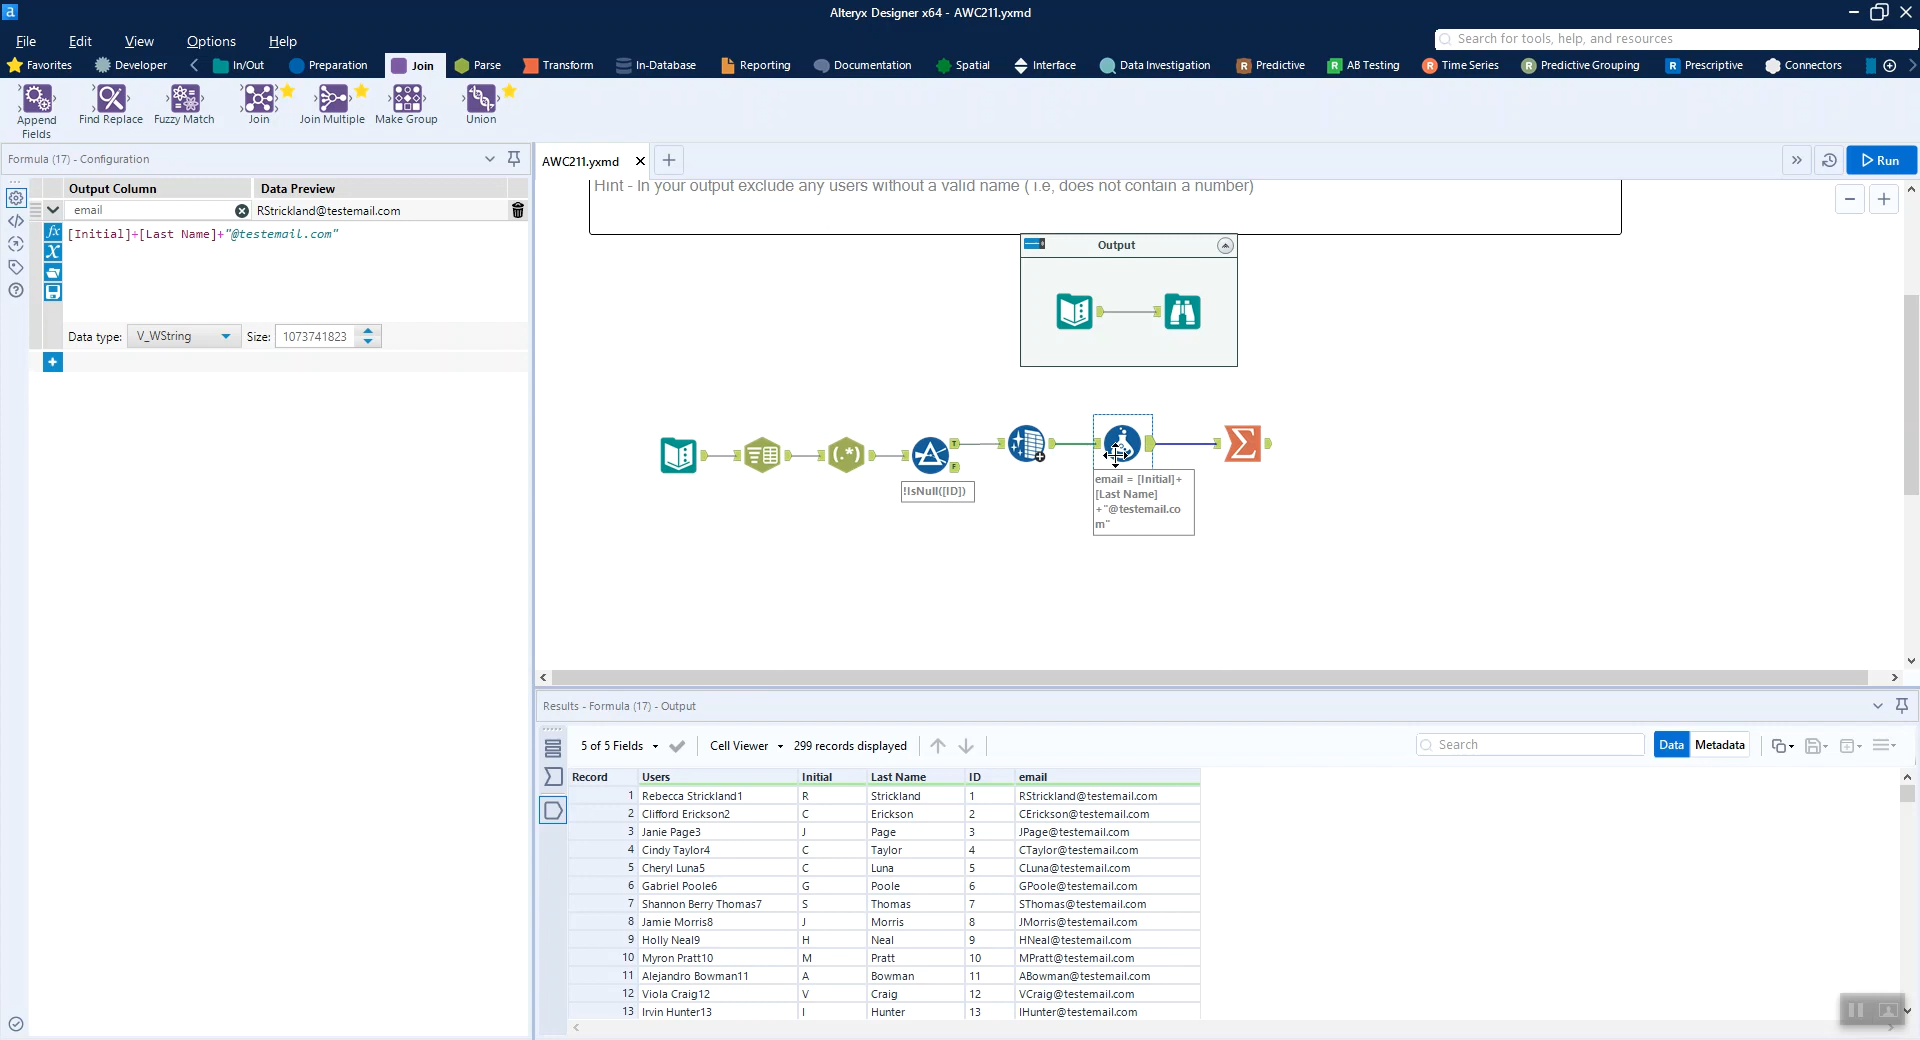 Alteryx Designer x64 - AWC211.yxmd
File Edit View Options Help
Search for tools, help, and resources
Favorites Developer In/Out Preparation Join Parse Transform In-Database Reporting Documentation Spatial Interface Data Investigation Predictive AB Testing Time Series Predictive Grouping Prescriptive Connectors
Append Fields
Find Replace
Fuzzy Match
Join
Join Multiple
Make Group
Union
Formula (17) - Configuration
Output Column Data Preview
email RStrickland@testemail.com
[Initial]+[Last Name]+"@testemail.com"
Data type: V_WString Size: 1073741823
AWC211.yxmd
Run
Hint - In your output exclude any users without a valid name ( i.e, does not contain a number)
Output
T
F
(.*)
!IsNull([ID])
email = [Initial]+
[Last Name]
+"@testemail.co
m"
Results - Formula (17) - Output
5 of 5 Fields Cell Viewer 299 records displayed Search Data Metadata
Record Users Initial Last Name ID email
1 Rebecca Strickland1 R Strickland 1 RStrickland@testemail.com
2 Clifford Erickson2 C Erickson 2 CErickson@testemail.com
3 Janie Page3 J Page 3 JPage@testemail.com
4 Cindy Taylor4 C Taylor 4 CTaylor@testemail.com
5 Cheryl Luna5 C Luna 5 CLuna@testemail.com
6 Gabriel Poole6 G Poole 6 GPoole@testemail.com
7 Shannon Berry Thomas7 S Thomas 7 SThomas@testemail.com
8 Jamie Morris8 J Morris 8 JMorris@testemail.com
9 Holly Neal9 H Neal 9 HNeal@testemail.com
10 Myron Pratt10 M Pratt 10 MPratt@testemail.com
11 Alejandro Bowman11 A Bowman 11 ABowman@testemail.com
12 Viola Craig12 V Craig 12 VCraig@testemail.com
13 Irvin Hunter13 I Hunter 13 IHunter@testemail.com